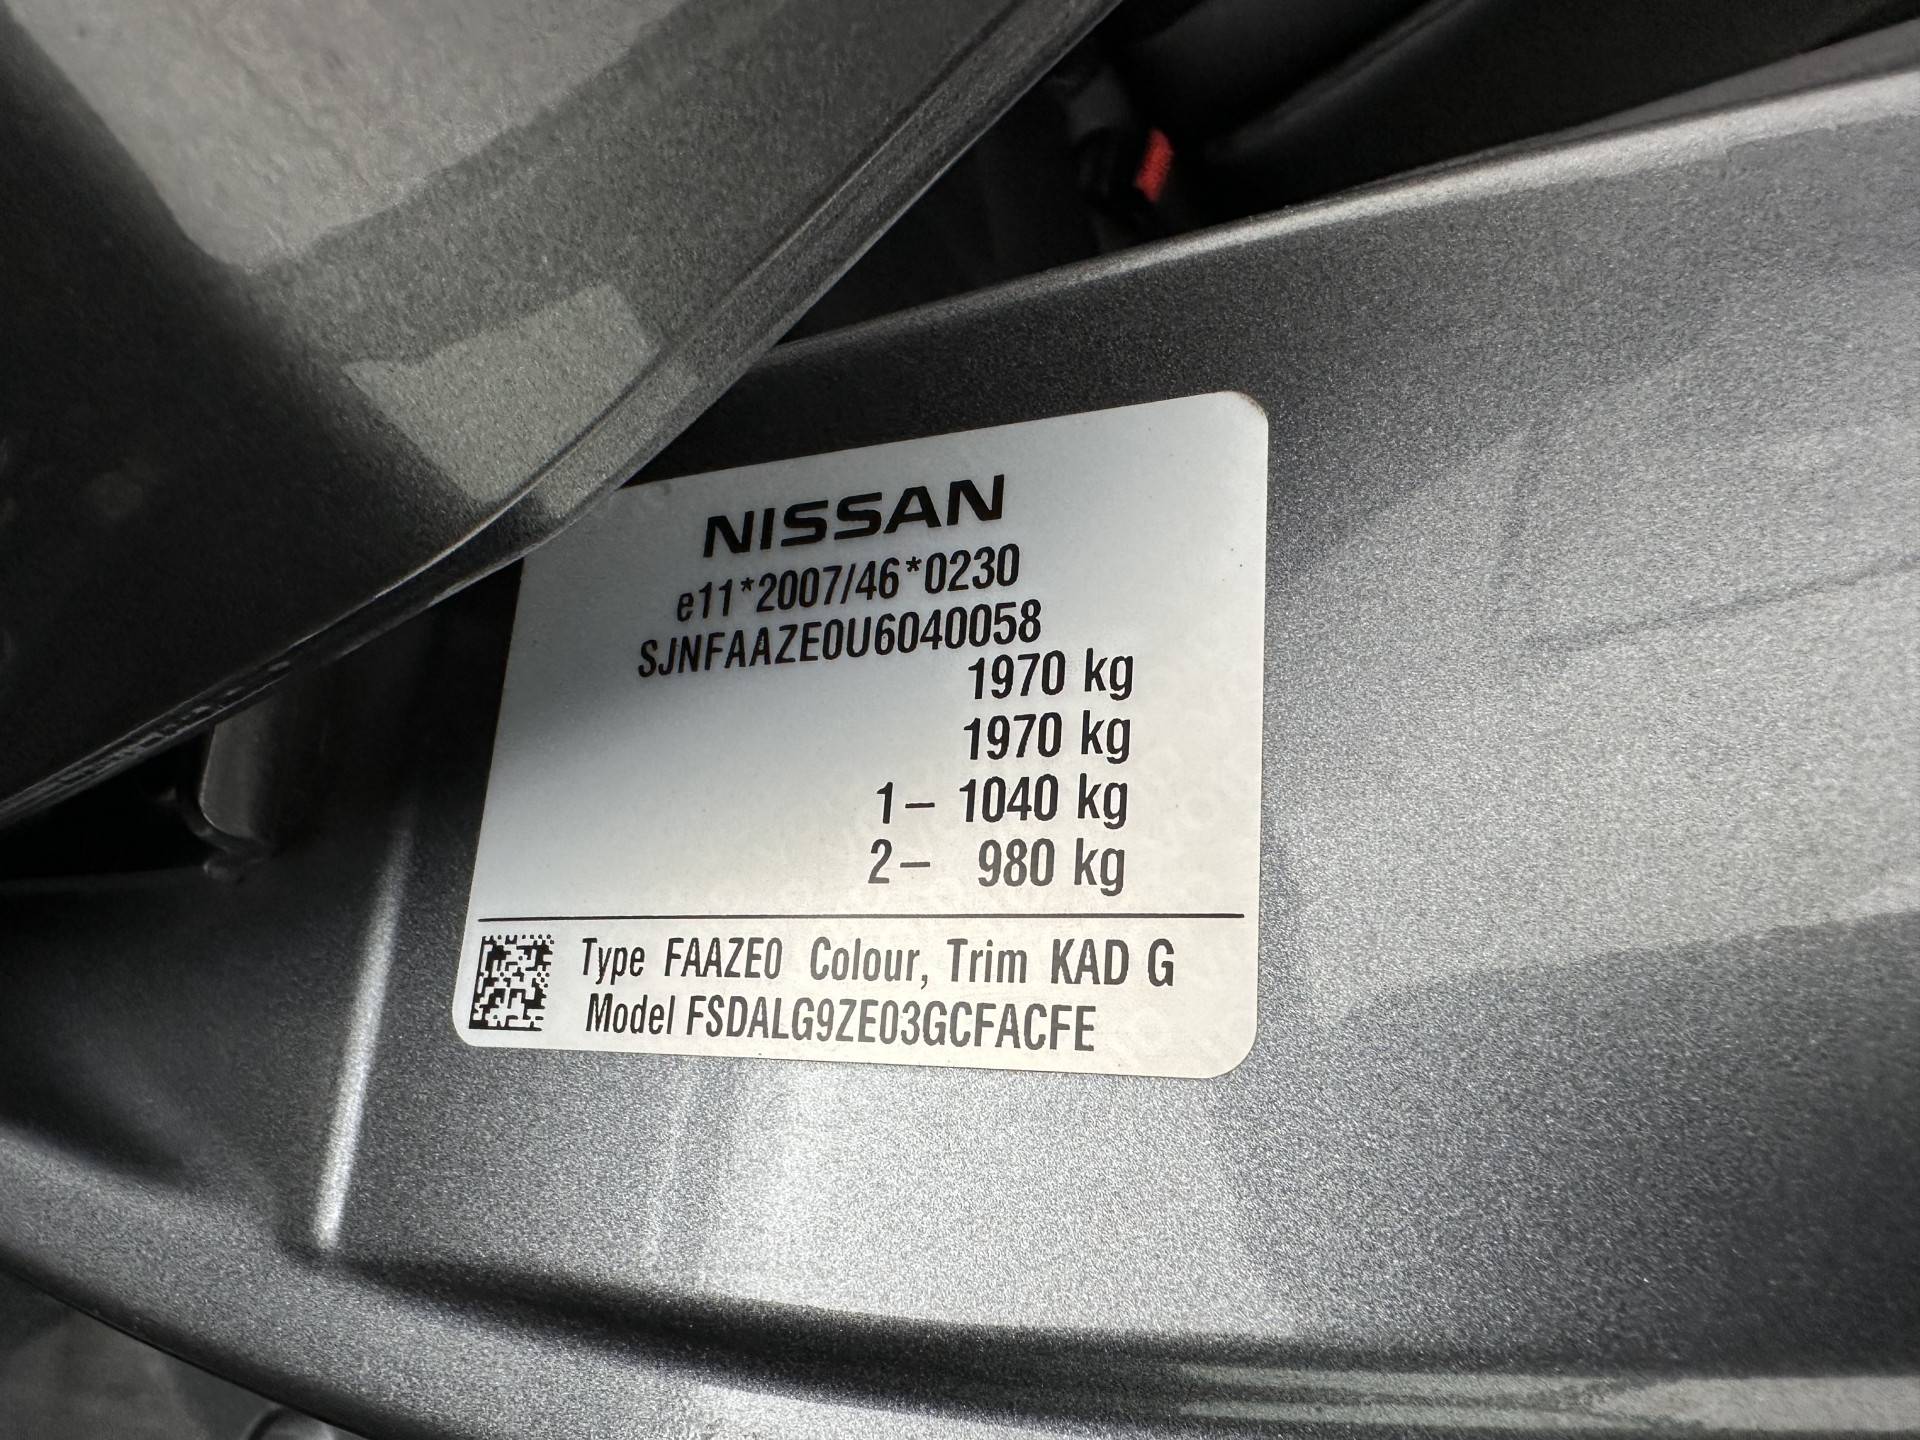 NISSAN
e11*2007/46*0230
SJNFAAZE0U6040058
1970 kg
1970 kg
1– 1040 kg
2– 980 kg
Type FAAZE0 Colour, Trim KAD G
Model FSDALG9ZE03GCFACFE